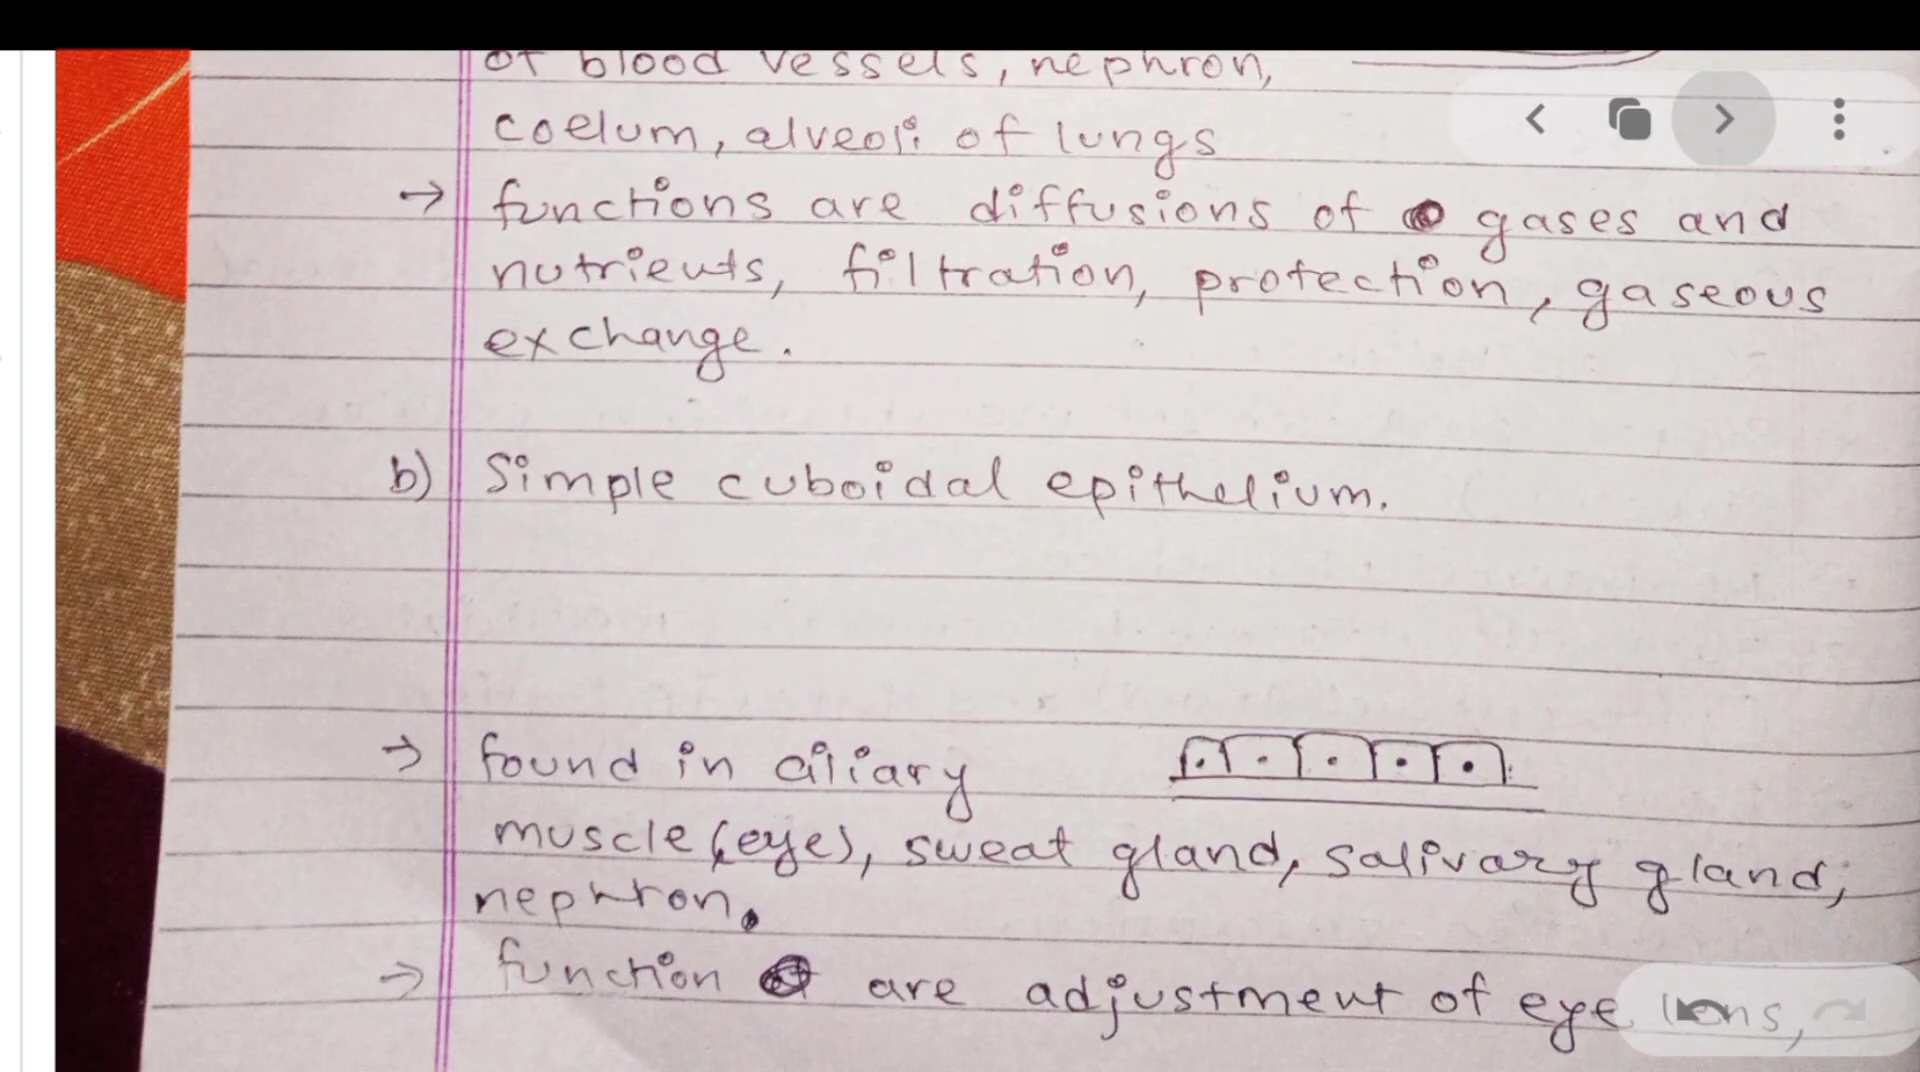 of blood vessels, nephron,
coelum, alveoli of lungs
→ functions are diffusions of gases and
nutrients, filtration, protection, gaseous
exchange.
b) Simple cuboidal epithelium.
→ found in ciliary
muscle (eye), sweat gland, salivary gland,
nephron.
→ function are adjustment of eye lens,